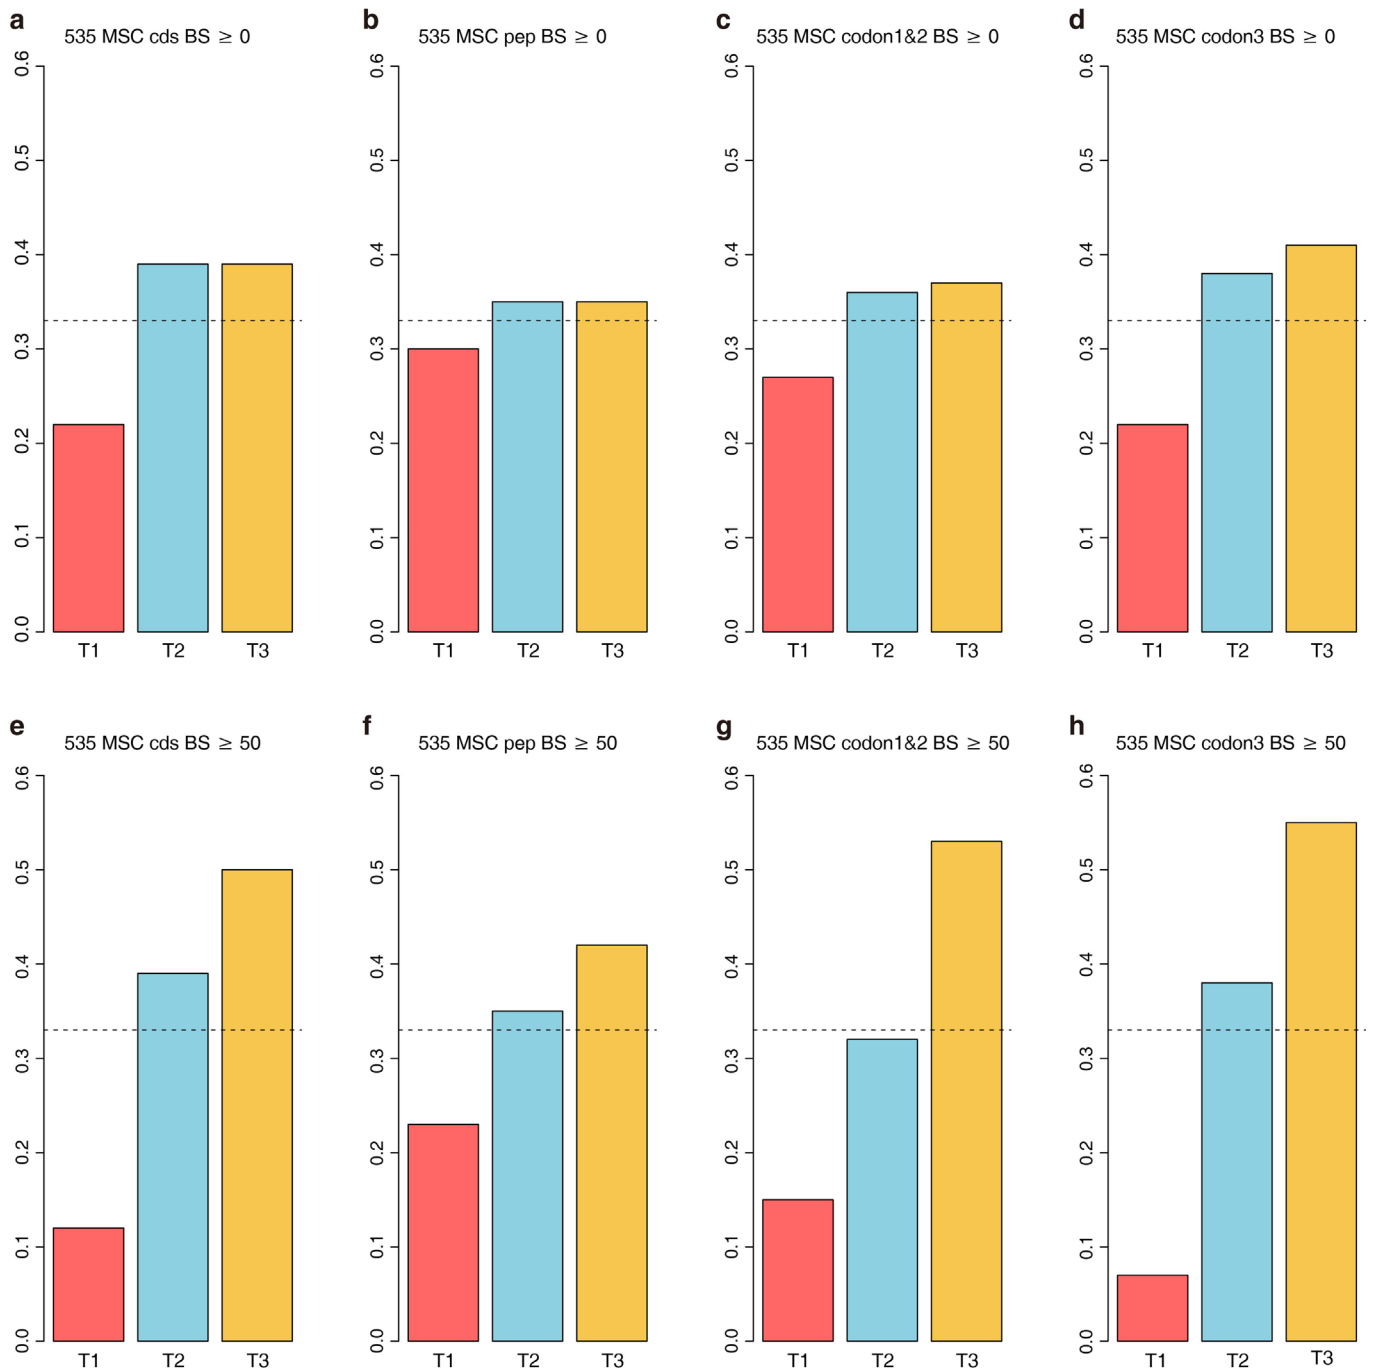 a
535 MSC cds BS ≥ 0
0.6
0.5
0.4
0.3
0.2
0.1
0.0
T1 T2 T3
b
535 MSC pep BS ≥ 0
0.6
0.5
0.4
0.3
0.2
0.1
0.0
T1 T2 T3
c
535 MSC codon1&2 BS ≥ 0
0.6
0.5
0.4
0.3
0.2
0.1
0.0
T1 T2 T3
d
535 MSC codon3 BS ≥ 0
0.6
0.5
0.4
0.3
0.2
0.1
0.0
T1 T2 T3
e
535 MSC cds BS ≥ 50
0.6
0.5
0.4
0.3
0.2
0.1
0.0
T1 T2 T3
f
535 MSC pep BS ≥ 50
0.6
0.5
0.4
0.3
0.2
0.1
0.0
T1 T2 T3
g
535 MSC codon1&2 BS ≥ 50
0.6
0.5
0.4
0.3
0.2
0.1
0.0
T1 T2 T3
h
535 MSC codon3 BS ≥ 50
0.6
0.5
0.4
0.3
0.2
0.1
0.0
T1 T2 T3